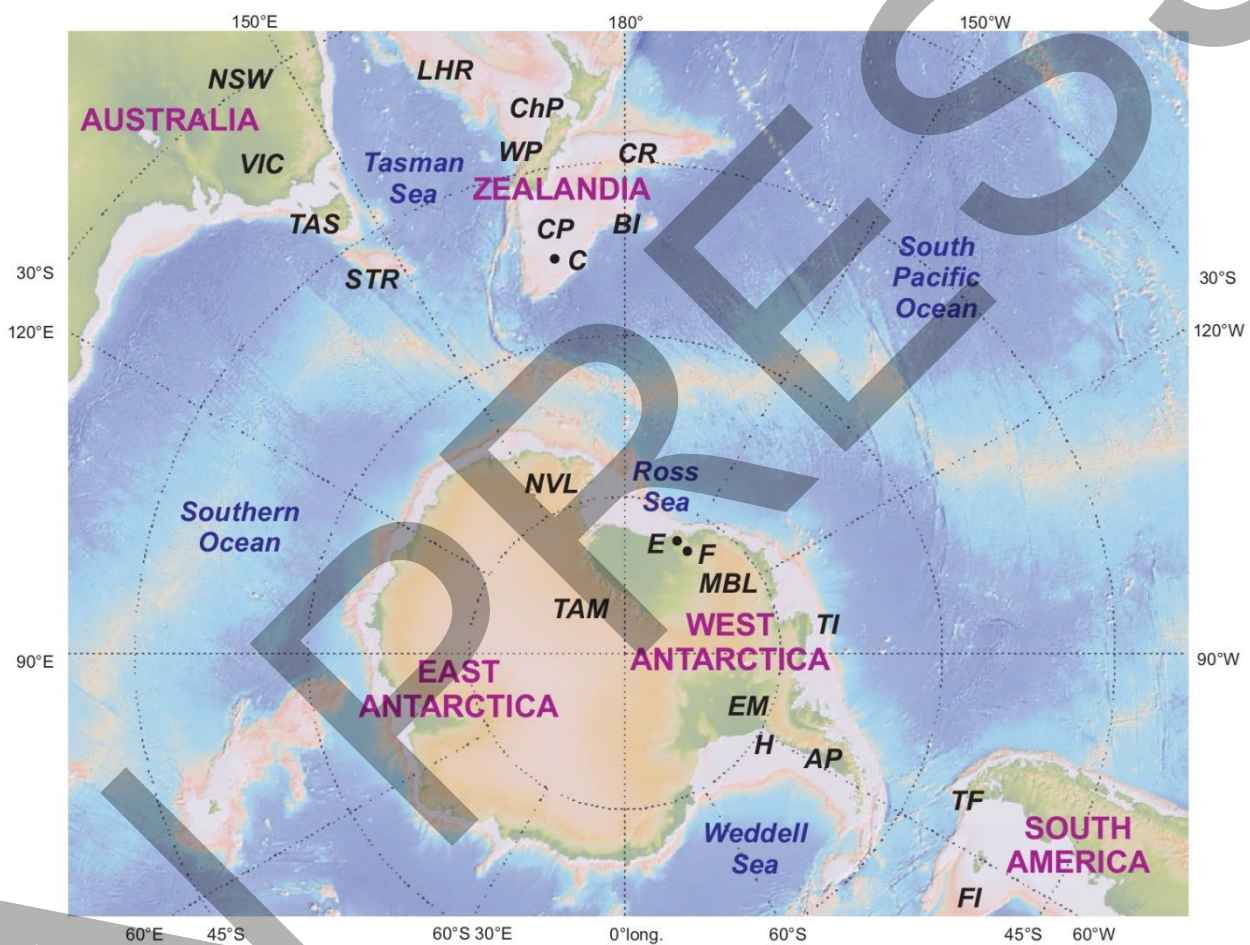 150°E 180° 150°W
NSW
LHR
AUSTRALIA
ChP
VIC
Tasman
Sea
WP
CR
ZEALANDIA
TAS
CP
BI
C
STR
South
Pacific
Ocean
30°S
30°S
120°E
120°W
NVL
Ross
Sea
Southern
Ocean
E
F
MBL
TAM
WEST
ANTARCTICA
TI
90°E
90°W
EAST
ANTARCTICA
EM
H
AP
TF
Weddell
Sea
SOUTH
AMERICA
FI
60°E 45°S 60°S 30°E 0°long. 60°S 45°S 60°W